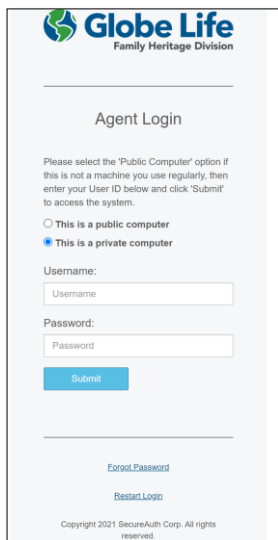 Globe Life
Family Heritage Division
Agent Login
Please select the 'Public Computer' option if
this is not a machine you use regularly, then
enter your User ID below and click 'Submit'
to access the system.
This is a public computer
This is a private computer
Username:
Username
Password:
Password
Submit
Forgot Password
Restart Login
Copyright 2021 SecureAuth Corp. All rights
reserved.